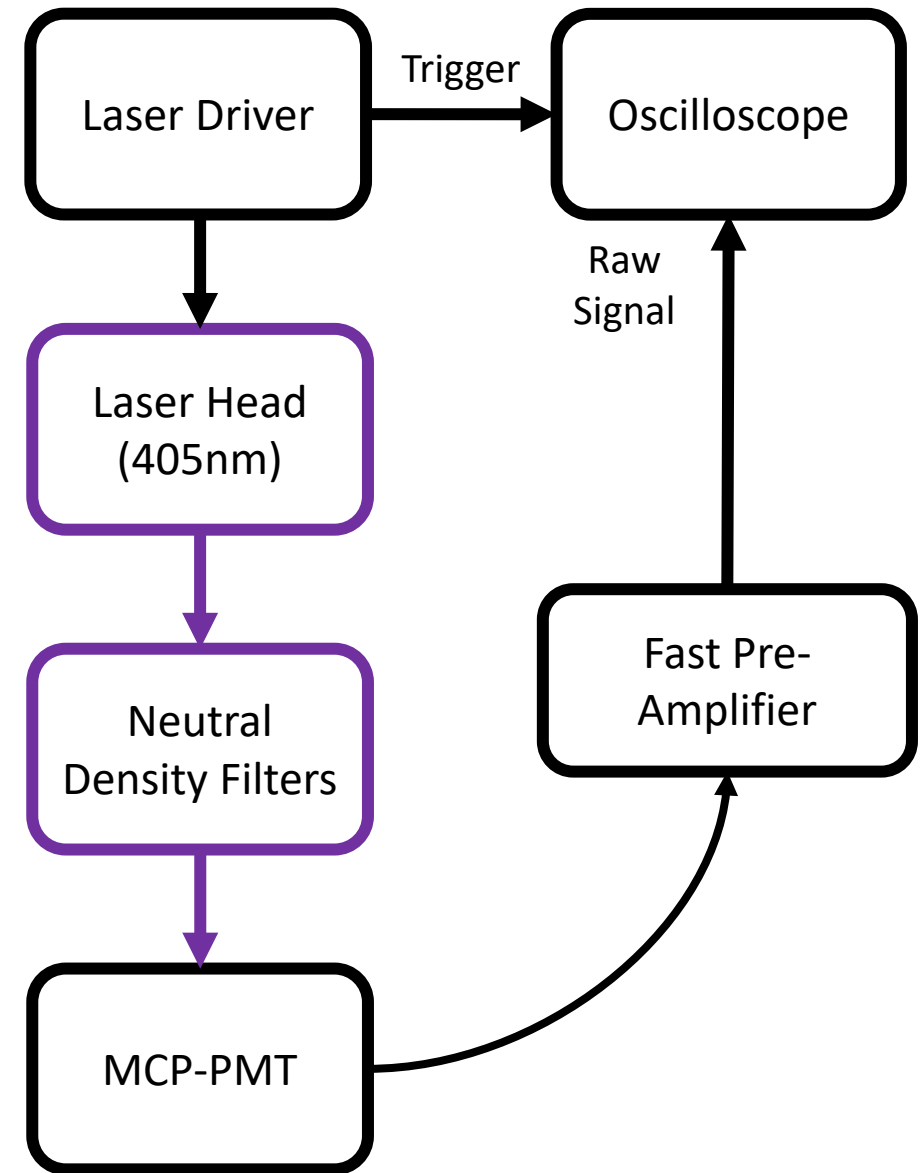 Laser Driver
Trigger
Oscilloscope
Raw
Signal
Laser Head
(405nm)
Neutral
Density Filters
Fast Pre-
Amplifier
MCP-PMT